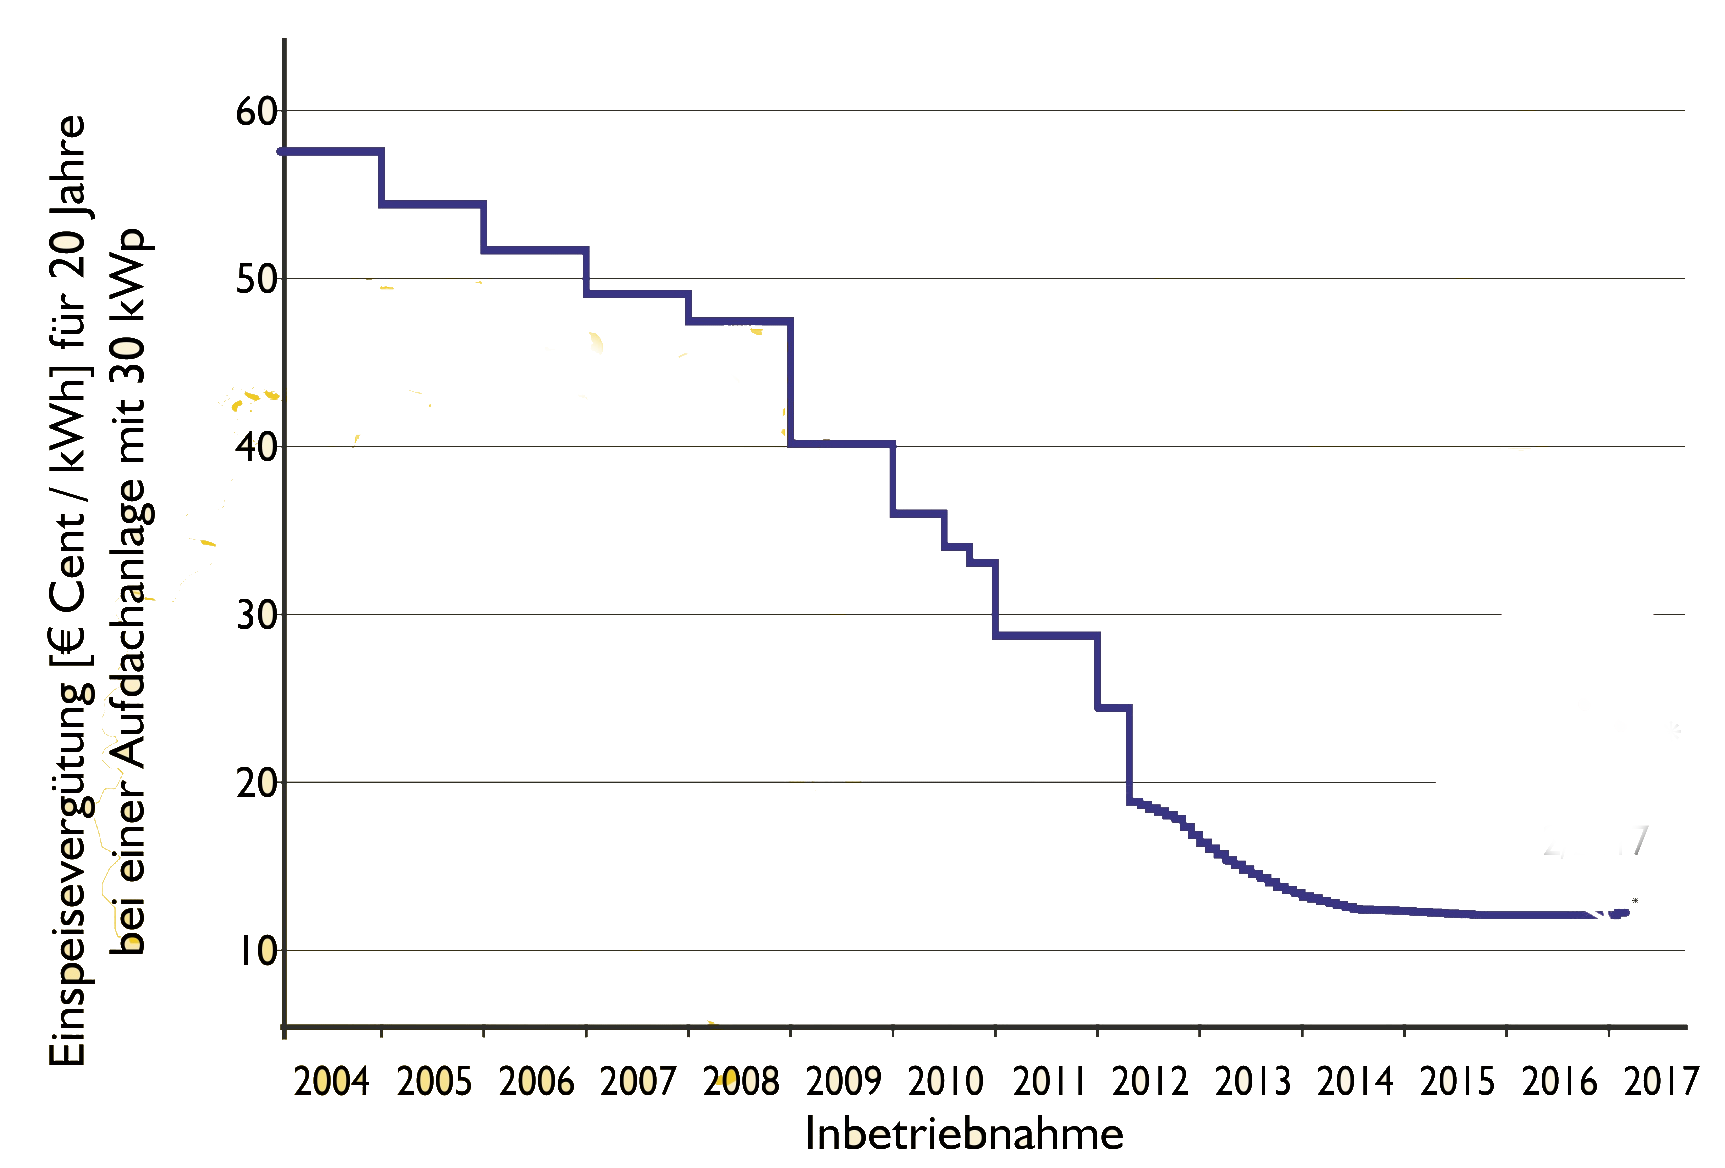 Einspeisevergütung [€ Cent / kWh] für 20 Jahre
bei einer Aufdachanlage mit 30 kWp
60
50
40
30
20
10
2004 2005 2006 2007 2008 2009 2010 2011 2012 2013 2014 2015 2016 2017
*
Inbetriebnahme